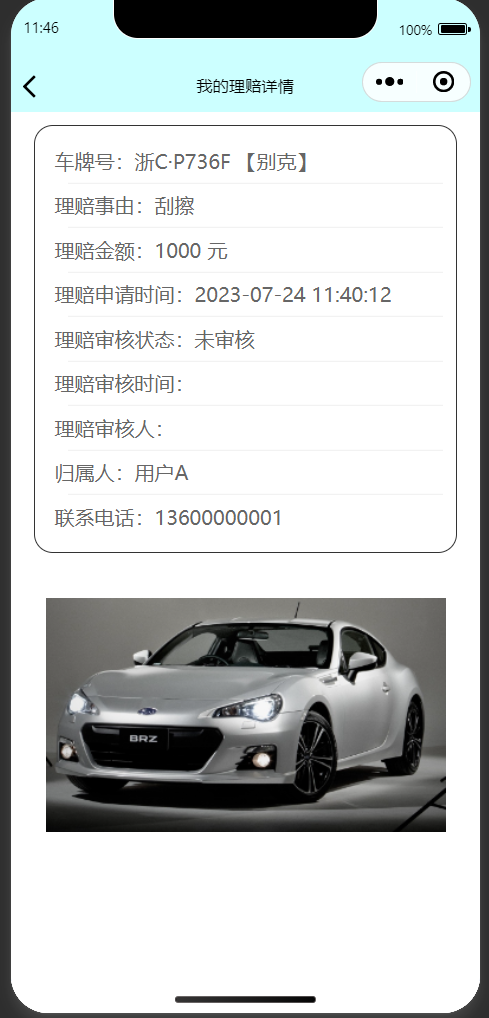 11:46
100%
我的理赔详情
车牌号：浙C·P736F 【别克】
理赔事由：刮擦
理赔金额：1000 元
理赔申请时间：2023-07-24 11:40:12
理赔审核状态：未审核
理赔审核时间：
理赔审核人：
归属人：用户A
联系电话：13600000001
BRZ